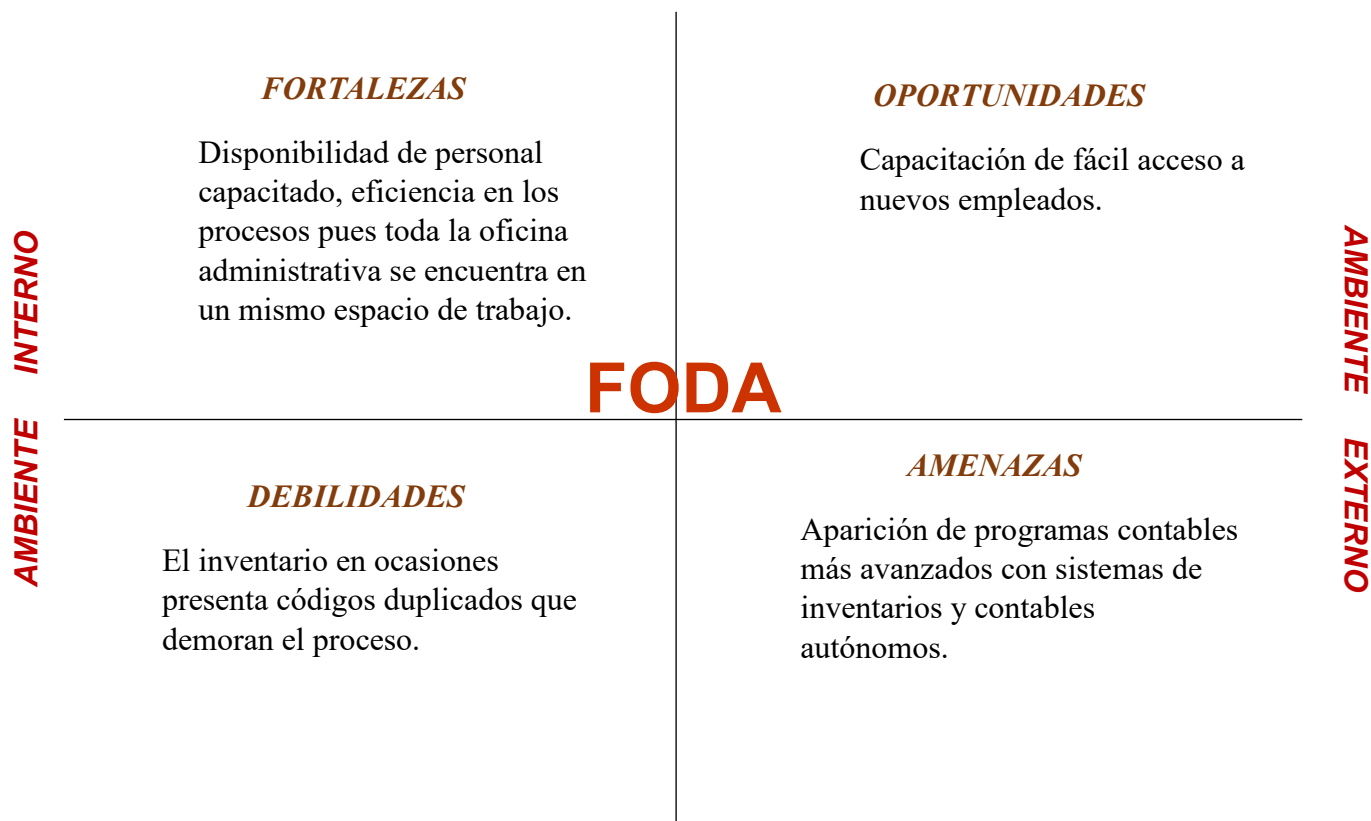 FORTALEZAS
Disponibilidad de personal
capacitado, eficiencia en los
procesos pues toda la oficina
administrativa se encuentra en
un mismo espacio de trabajo.
OPORTUNIDADES
Capacitación de fácil acceso a
nuevos empleados.
AMBIENTE INTERNO
FODA
AMBIENTE EXTERNO
DEBILIDADES
El inventario en ocasiones
presenta códigos duplicados que
demoran el proceso.
AMENAZAS
Aparición de programas contables
más avanzados con sistemas de
inventarios y contables
autónomos.